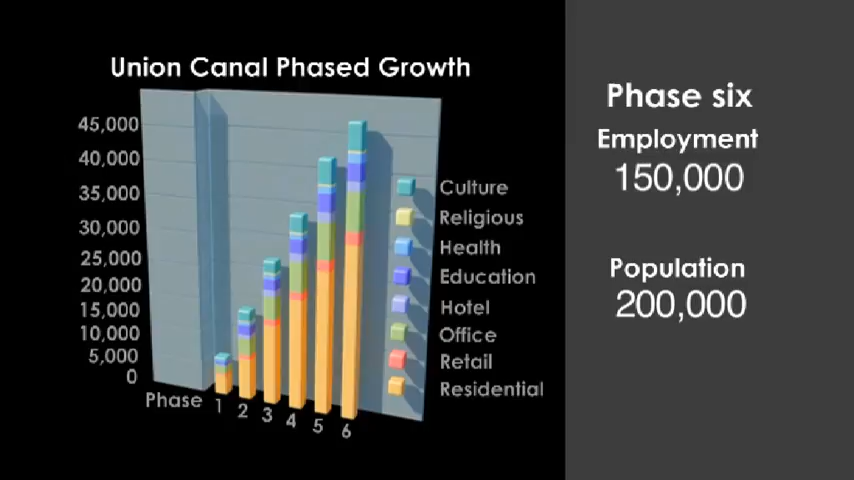 Union Canal Phased Growth
45,000
40,000
35,000
30,000
25,000
20,000
15,000
10,000
5,000
0
Phase 1 2 3 4 5 6
Culture
Religious
Health
Education
Hotel
Office
Retail
Residential
Phase six
Employment
150,000
Population
200,000